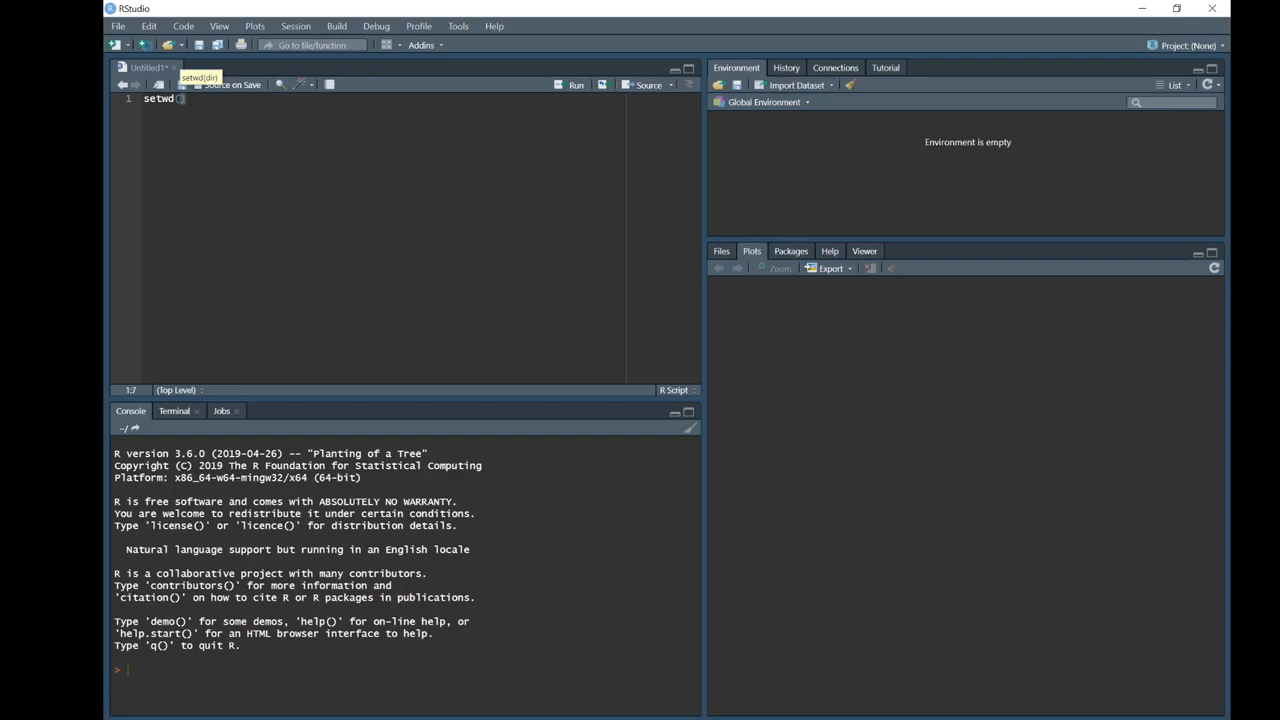 RStudio
File Edit Code View Plots Session Build Debug Profile Tools Help
Go to file/function Addins Project: (None)
Untitled1*
setwd(dir)
Source on Save Run Source
1 setwd()
1:7 (Top Level) R Script
Console Terminal Jobs
~/
R version 3.6.0 (2019-04-26) -- "Planting of a Tree"
Copyright (C) 2019 The R Foundation for Statistical Computing
Platform: x86_64-w64-mingw32/x64 (64-bit)
R is free software and comes with ABSOLUTELY NO WARRANTY.
You are welcome to redistribute it under certain conditions.
Type 'license()' or 'licence()' for distribution details.
Natural language support but running in an English locale
R is a collaborative project with many contributors.
Type 'contributors()' for more information and
'citation()' on how to cite R or R packages in publications.
Type 'demo()' for some demos, 'help()' for on-line help, or
'help.start()' for an HTML browser interface to help.
Type 'q()' to quit R.
>
Environment History Connections Tutorial
Import Dataset List
Global Environment
Environment is empty
Files Plots Packages Help Viewer
Zoom Export